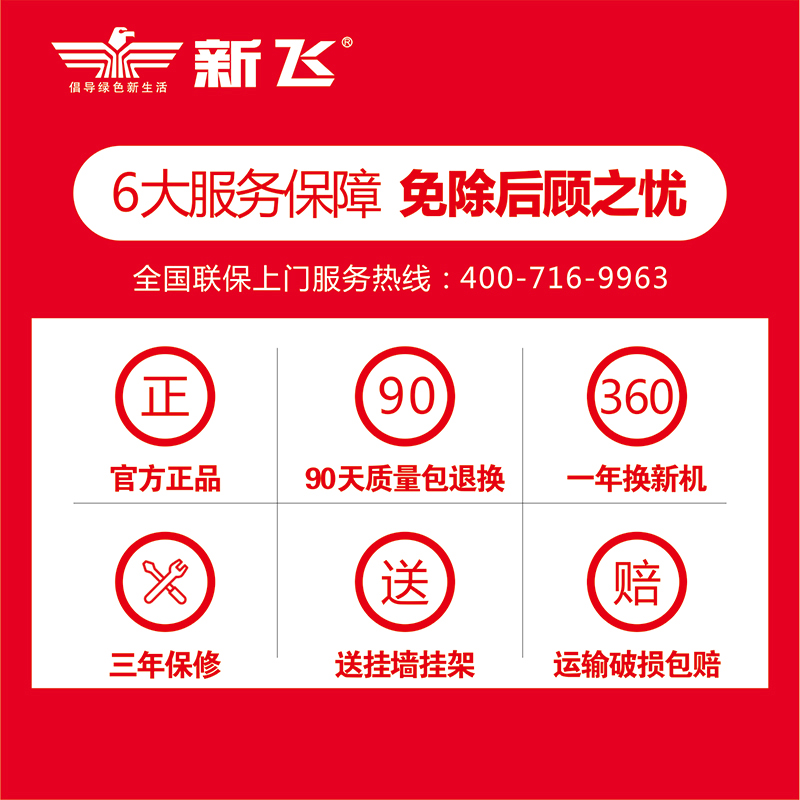 新飞®
倡导绿色新生活
6大服务保障 免除后顾之忧
全国联保上门服务热线：400-716-9963
正
90
360
官方正品
90天质量包退换
一年换新机
送
赔
三年保修
送挂墙挂架
运输破损包赔